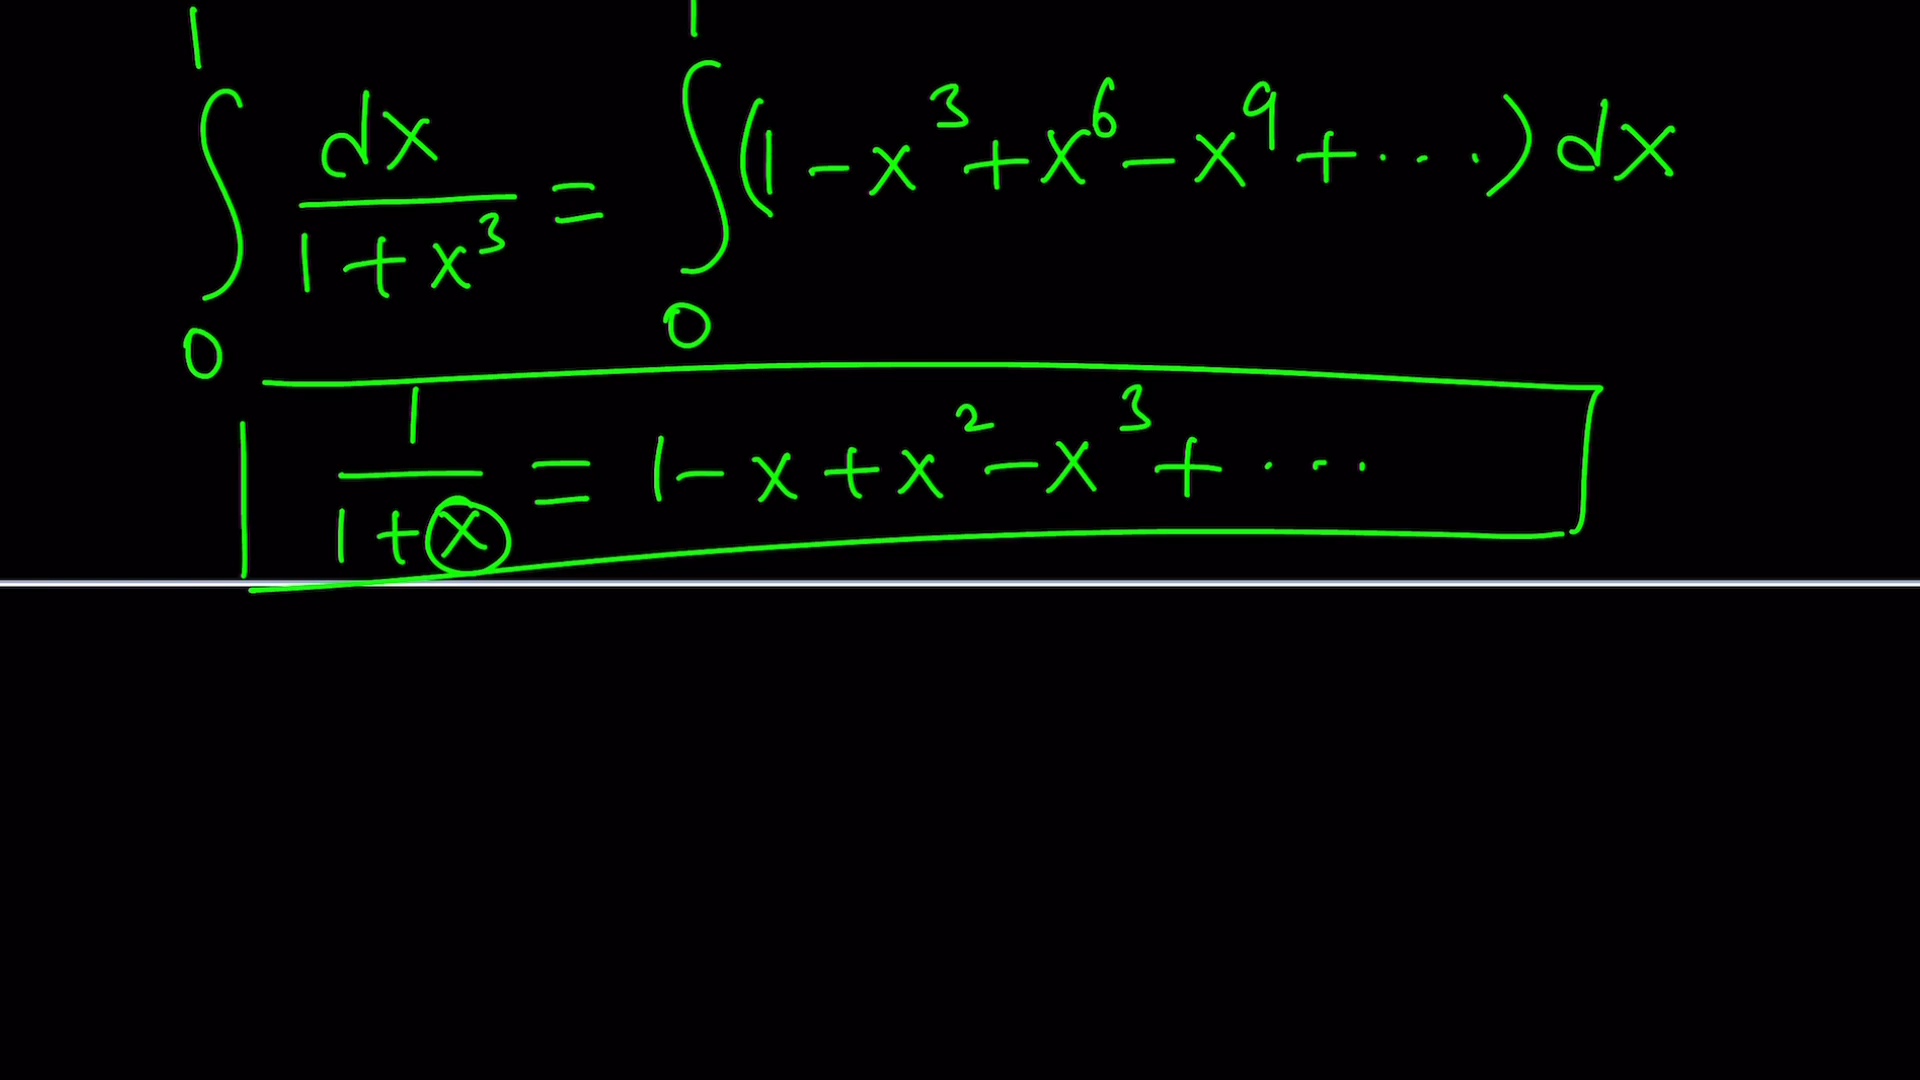 ∫₀¹ dx/(1+x³) = ∫₀¹ (1-x³+x⁶-x⁹+....) dx
1/(1+x) = 1-x+x²-x³+....